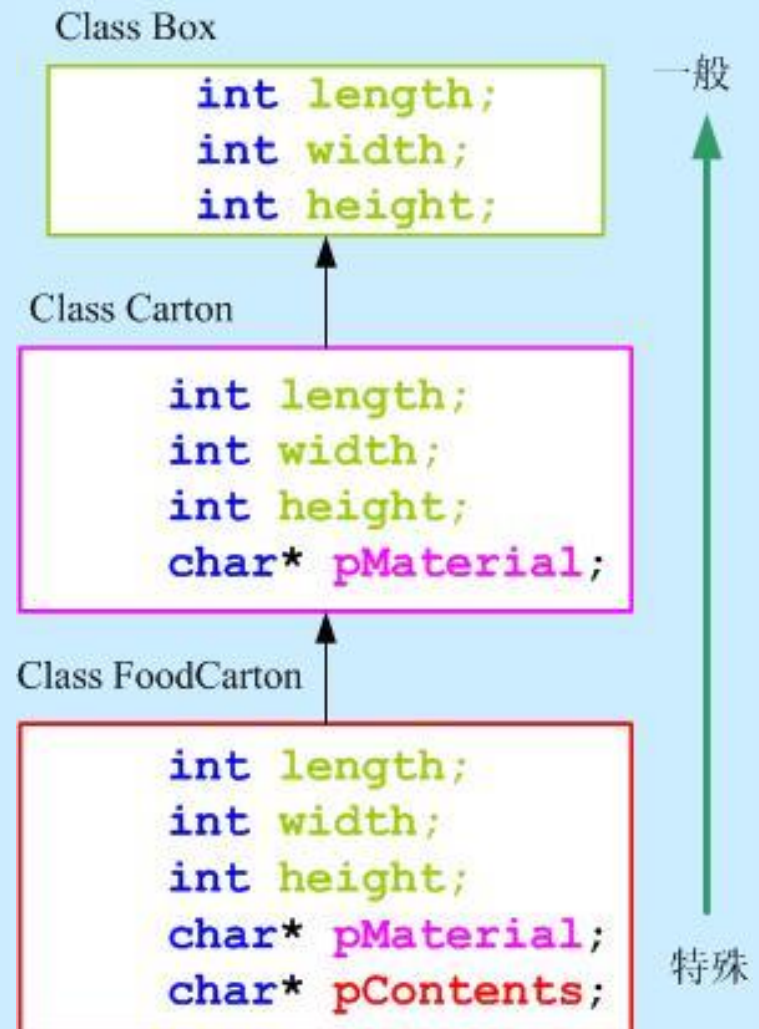 Class Box
int length;
int width;
int height;
一般
Class Carton
int length;
int width;
int height;
char* pMaterial;
Class FoodCarton
int length;
int width;
int height;
char* pMaterial;
char* pContents;
特殊